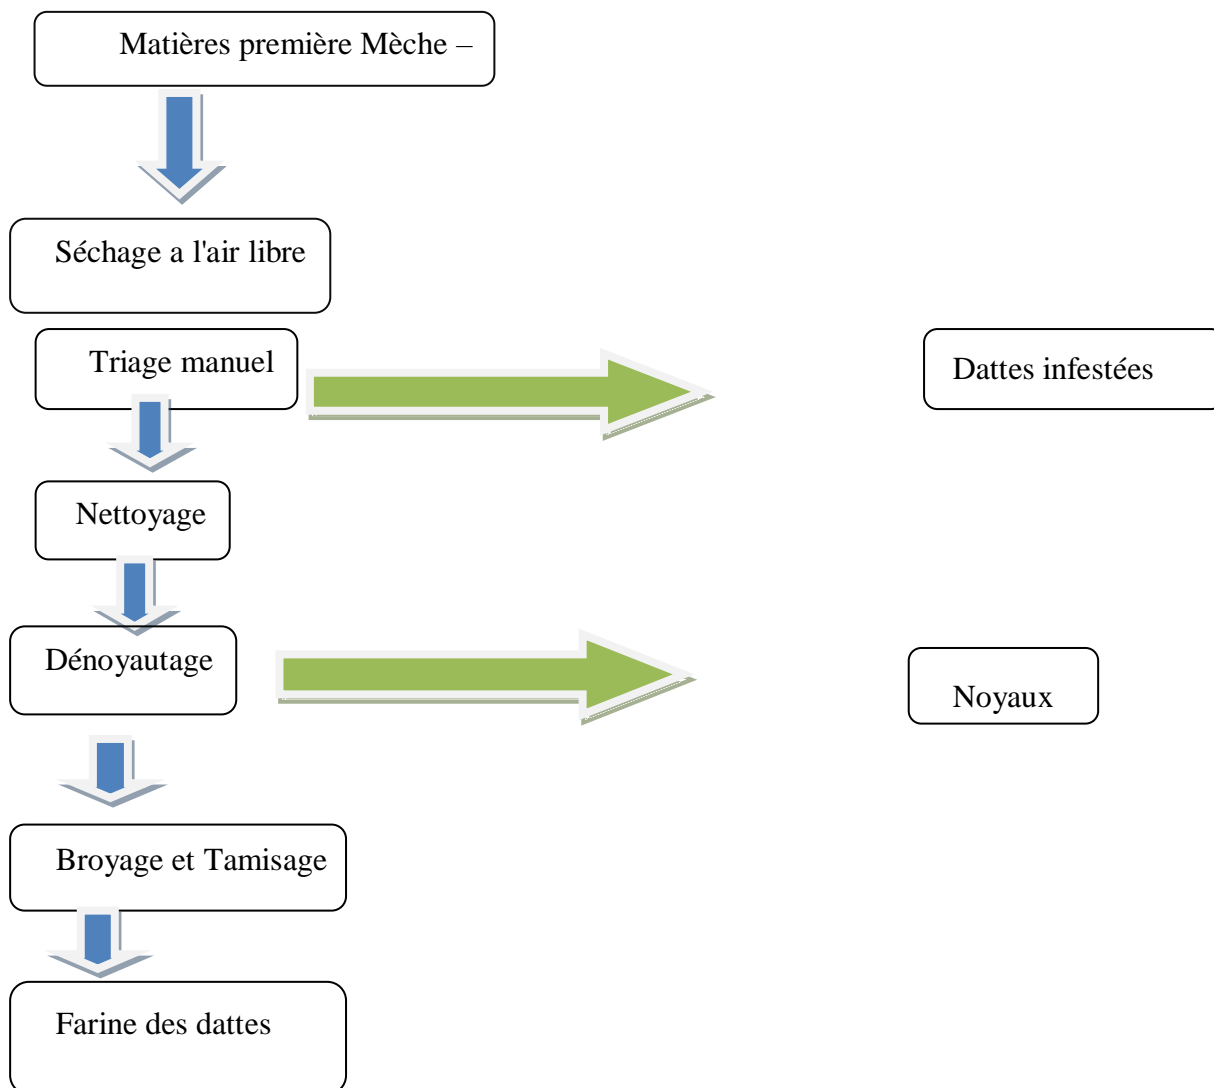 Matières première Mèche –
Séchage a l'air libre
Triage manuel
Dattes infestées
Nettoyage
Dénoyautage
Noyaux
Broyage et Tamisage
Farine des dattes